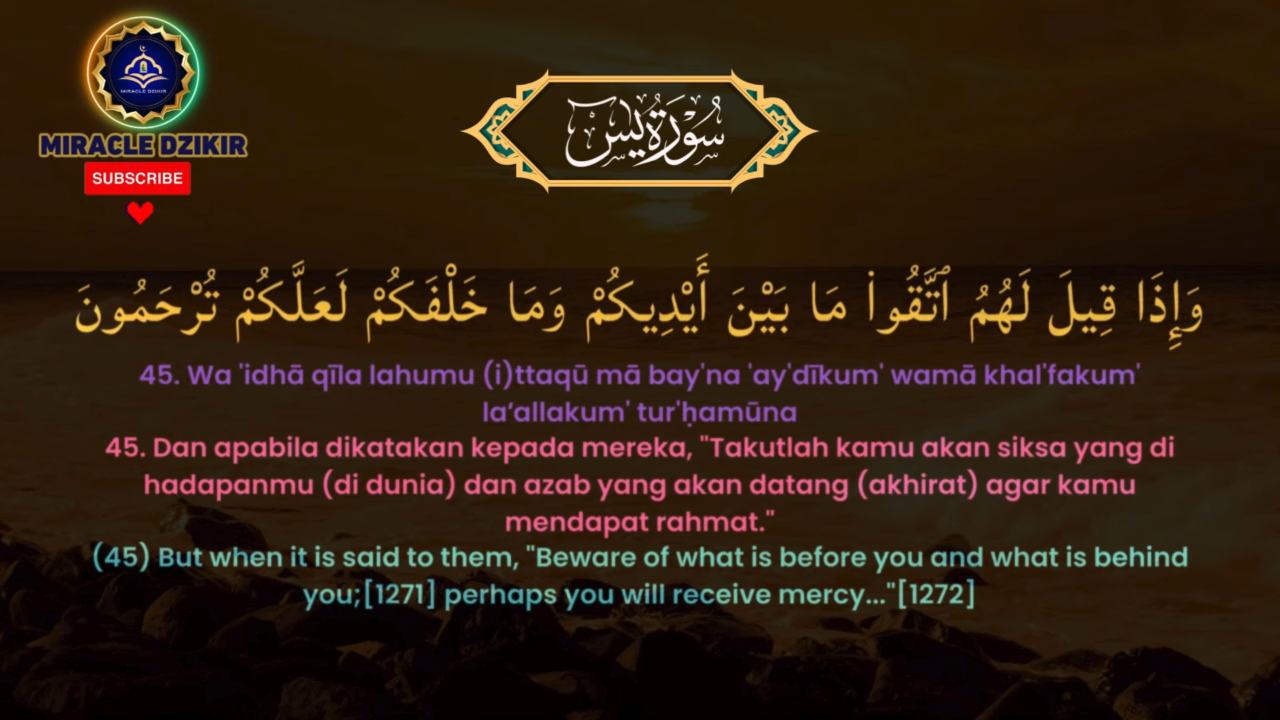 MIRACLE DZIKIR
MIRACLE DZIKIR
SUBSCRIBE
سُورَةُ يس
وَإِذَا قِيلَ لَهُمُ ٱتَّقُوا۟ مَا بَيْنَ أَيْدِيكُمْ وَمَا خَلْفَكُمْ لَعَلَّكُمْ تُرْحَمُونَ
45. Wa 'idhā qīla lahumu (i)ttaqū mā bay'na 'ay'dīkum' wamā khal'fakum'
la‘allakum' tur'ḥamūna
45. Dan apabila dikatakan kepada mereka, "Takutlah kamu akan siksa yang di
hadapanmu (di dunia) dan azab yang akan datang (akhirat) agar kamu
mendapat rahmat."
(45) But when it is said to them, "Beware of what is before you and what is behind
you;[1271] perhaps you will receive mercy..."[1272]